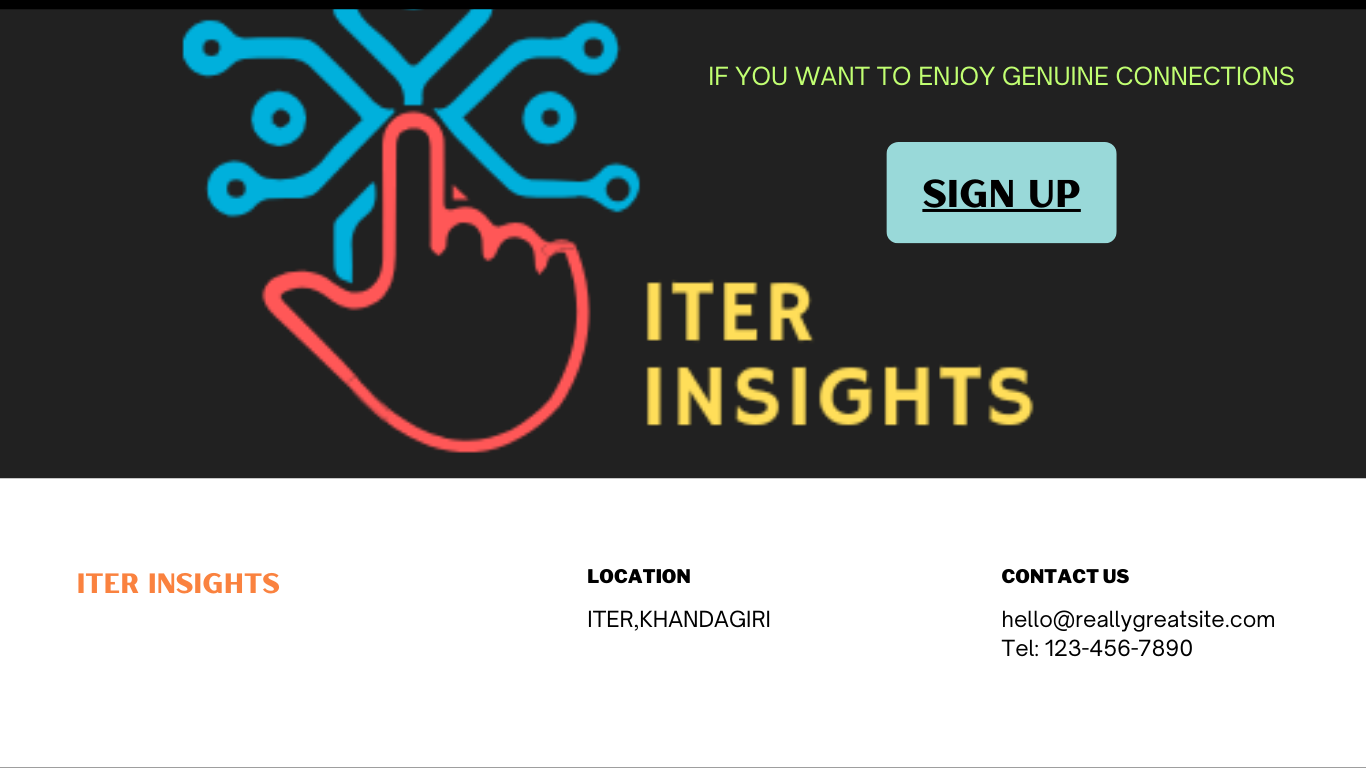 IF YOU WANT TO ENJOY GENUINE CONNECTIONS
SIGN UP
ITER
INSIGHTS
ITER INSIGHTS
LOCATION
ITER,KHANDAGIRI
CONTACT US
hello@reallygreatsite.com
Tel: 123-456-7890